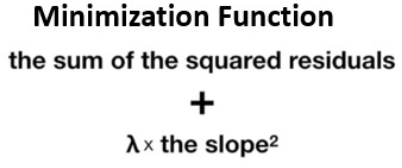 Minimization Function
the sum of the squared residuals
+
λ × the slope²